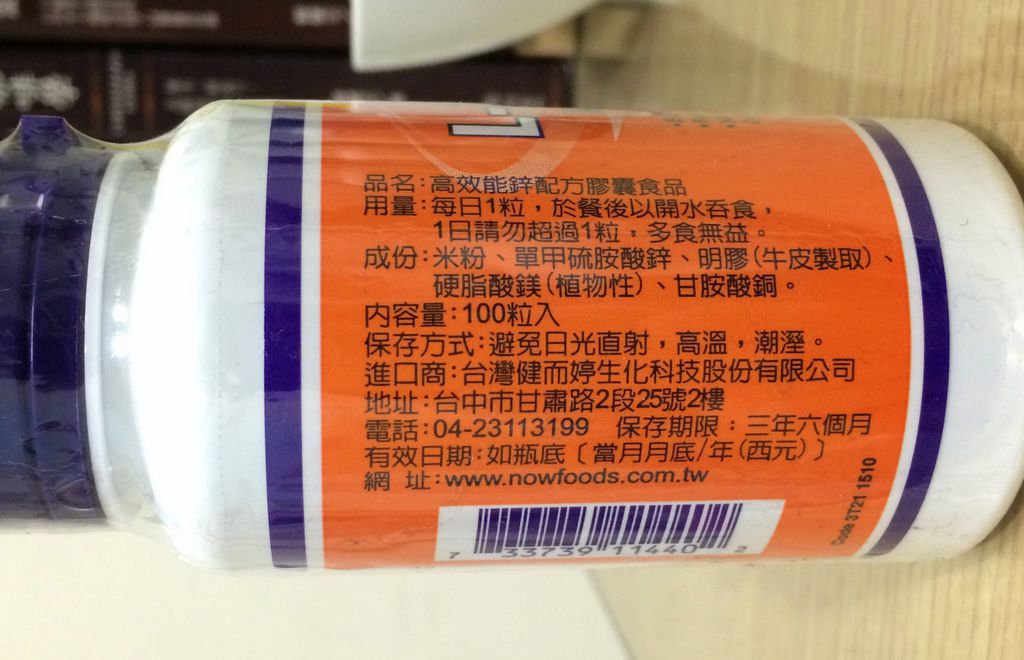 品名:高效能鋅配方膠囊食品
用量:每日1粒,於餐後以開水吞食,
1日請勿超過1粒,多食無益。
成份:米粉、單甲硫胺酸鋅、明膠(牛皮製取)、
硬脂酸鎂(植物性)、甘胺酸銅。
內容量:100粒入
保存方式:避免日光直射,高溫,潮溼。
進口商:台灣健而婷生化科技股份有限公司
地址:台中市甘肅路2段25號2樓
電話:04-23113199 保存期限:三年六個月
有效日期:如瓶底〔當月月底/年(西元)〕
網 址:www.nowfoods.com.tw
Code 3T21 1510
7 33739 11440 2